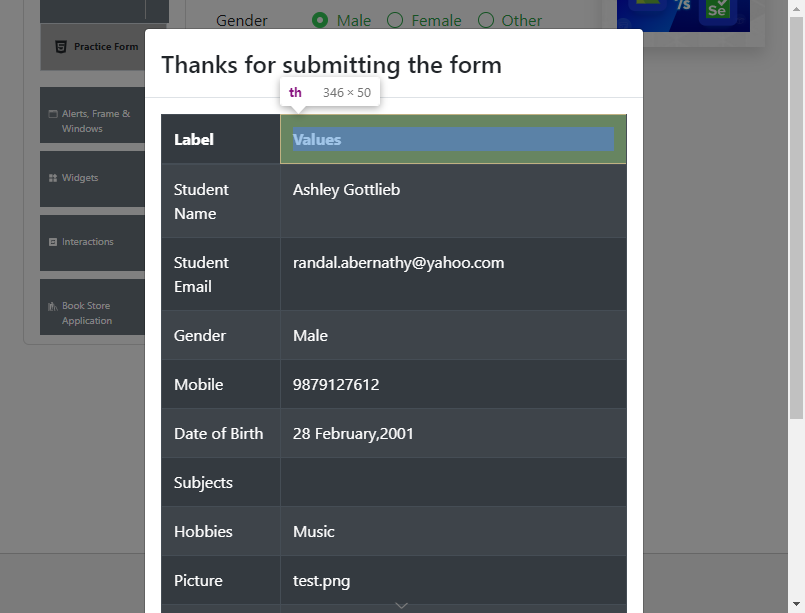 Gender Male Female Other
/s
Se
Practice Form
Thanks for submitting the form
th 346 × 50
Alerts, Frame &
Windows
Widgets
Interactions
Book Store
Application
Label Values
Student
Name
Ashley Gottlieb
Student
Email
randal.abernathy@yahoo.com
Gender Male
Mobile 9879127612
Date of Birth 28 February,2001
Subjects
Hobbies Music
Picture test.png